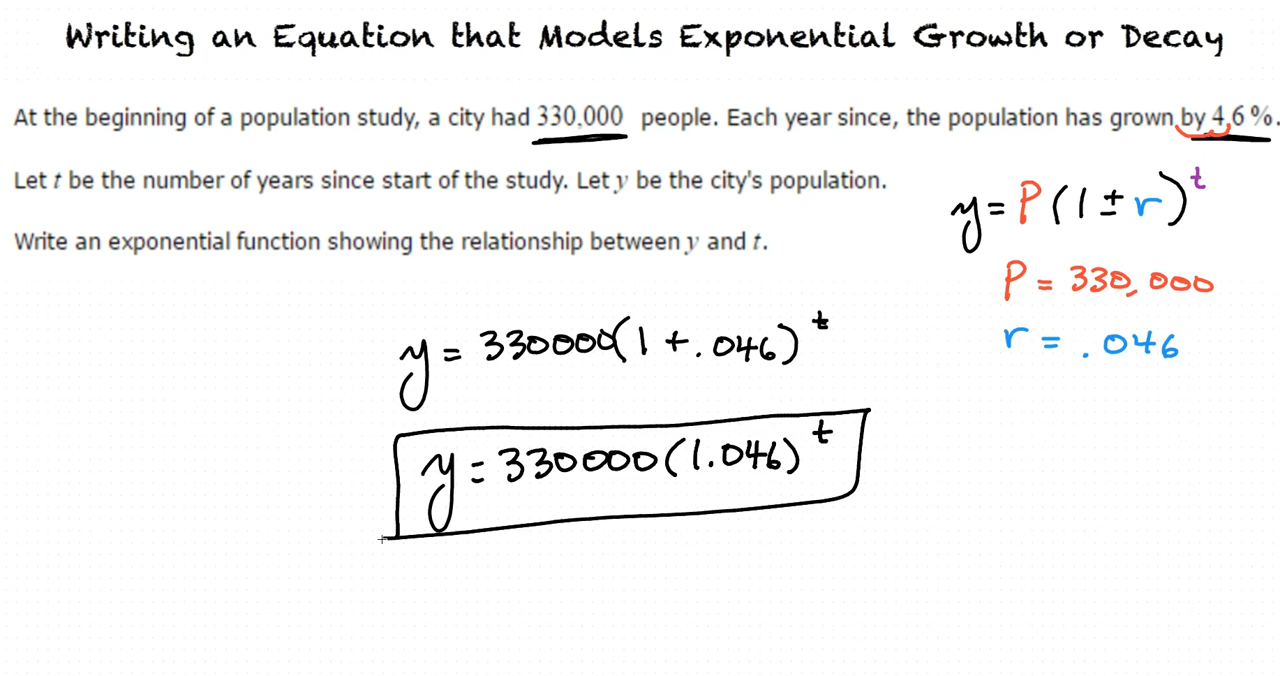 Writing an Equation that Models Exponential Growth or Decay
At the beginning of a population study, a city had 330,000 people. Each year since, the population has grown by 4.6 %.
Let t be the number of years since start of the study. Let y be the city's population.
Write an exponential function showing the relationship between y and t.
y = P(1 ± r)^t
P = 330,000
r = .046
y = 330000(1 + .046)^t
y = 330000(1.046)^t